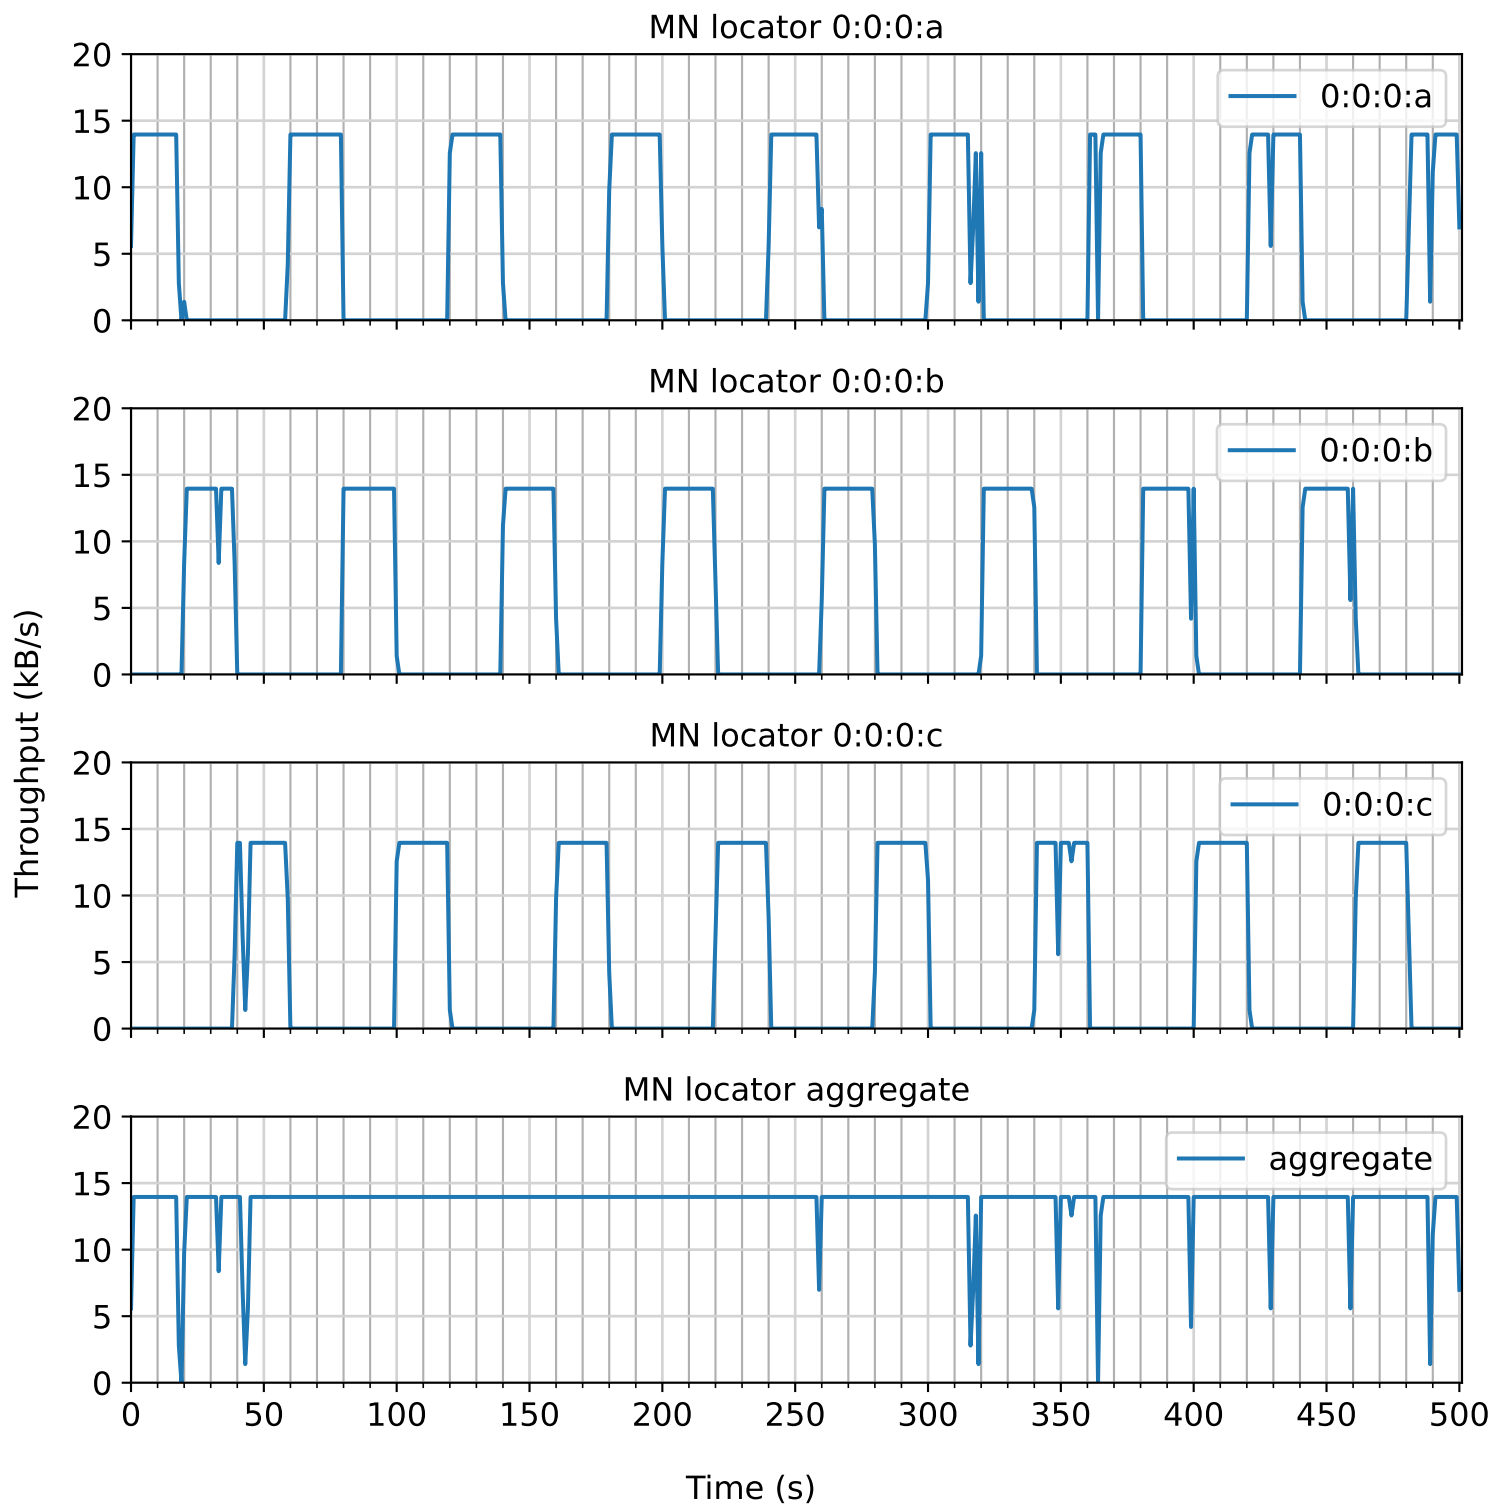 MN locator 0:0:0:a
20
15
10
5
0
0:0:0:a
MN locator 0:0:0:b
20
15
10
5
0
0:0:0:b
MN locator 0:0:0:c
20
15
10
5
0
0:0:0:c
Throughput (kB/s)
MN locator aggregate
20
15
10
5
0
aggregate
0 50 100 150 200 250 300 350 400 450 500
Time (s)